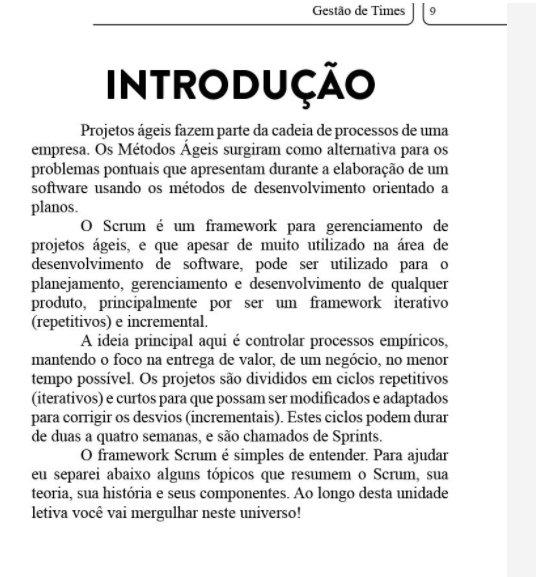 Gestão de Times 9
INTRODUÇÃO
Projetos ágeis fazem parte da cadeia de processos de uma
empresa. Os Métodos Ágeis surgiram como alternativa para os
problemas pontuais que apresentam durante a elaboração de um
software usando os métodos de desenvolvimento orientado a
planos.
O Scrum é um framework para gerenciamento de
projetos ágeis, e que apesar de muito utilizado na área de
desenvolvimento de software, pode ser utilizado para o
planejamento, gerenciamento e desenvolvimento de qualquer
produto, principalmente por ser um framework iterativo
(repetitivos) e incremental.
A ideia principal aqui é controlar processos empíricos,
mantendo o foco na entrega de valor, de um negócio, no menor
tempo possível. Os projetos são divididos em ciclos repetitivos
(iterativos) e curtos para que possam ser modificados e adaptados
para corrigir os desvios (incrementais). Estes ciclos podem durar
de duas a quatro semanas, e são chamados de Sprints.
O framework Scrum é simples de entender. Para ajudar
eu separei abaixo alguns tópicos que resumem o Scrum, sua
teoria, sua história e seus componentes. Ao longo desta unidade
letiva você vai mergulhar neste universo!